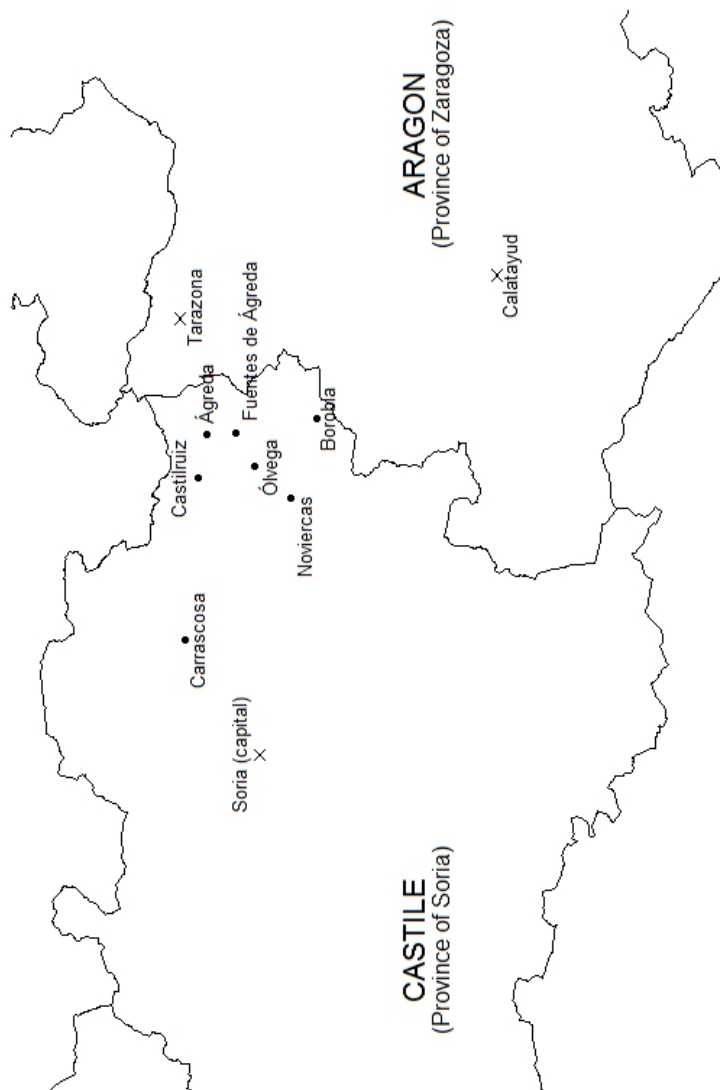 Castilruiz
Ágreda
Tarazona
Carrascosa
Fuentes de Ágreda
Soria (capital)
Ólvega
Noviercas
Borobia
CASTILE
(Province of Soria)
ARAGON
(Province of Zaragoza)
Calatayud